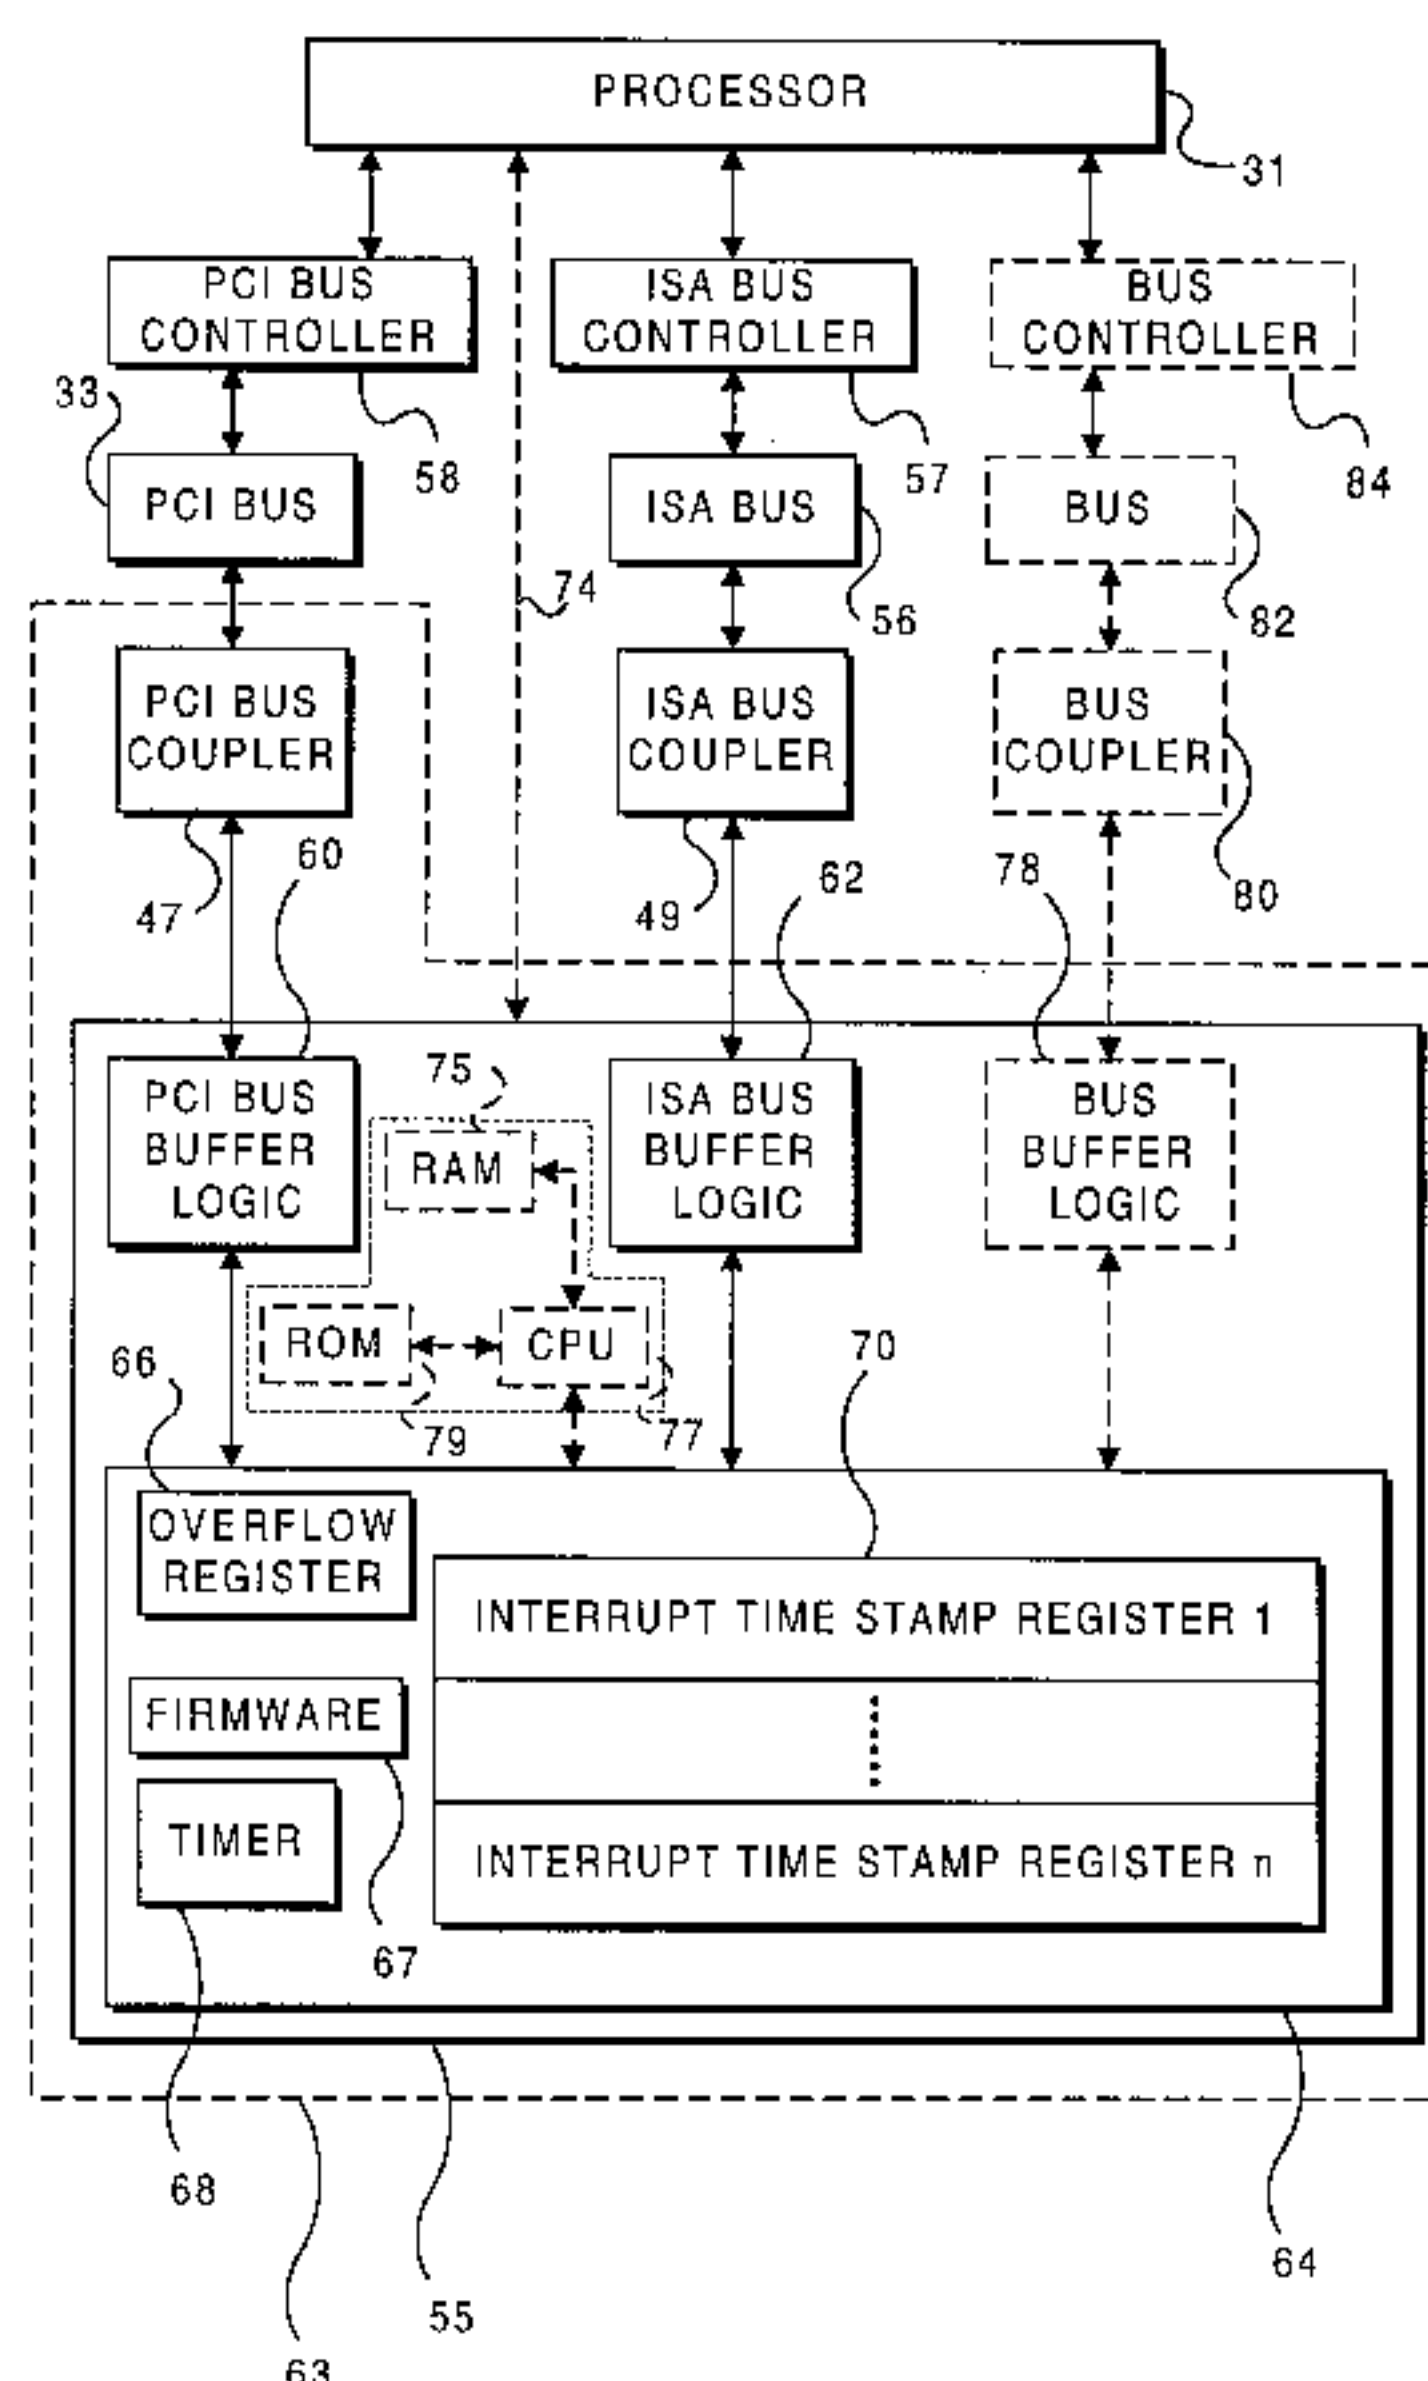 PROCESSOR
31
PCI BUS
CONTROLLER
ISA BUS
CONTROLLER
BUS
CONTROLLER
33
58
57
84
PCI BUS
ISA BUS
BUS
74
56
82
PCI BUS
COUPLER
ISA BUS
COUPLER
BUS
COUPLER
47
60
49
62
78
80
PCI BUS
BUFFER
LOGIC
75
RAM
ISA BUS
BUFFER
LOGIC
BUS
BUFFER
LOGIC
ROM
CPU
66
79
77
70
OVERFLOW
REGISTER
INTERRUPT TIME STAMP REGISTER 1
FIRMWARE
TIMER
INTERRUPT TIME STAMP REGISTER n
67
68
64
55
63